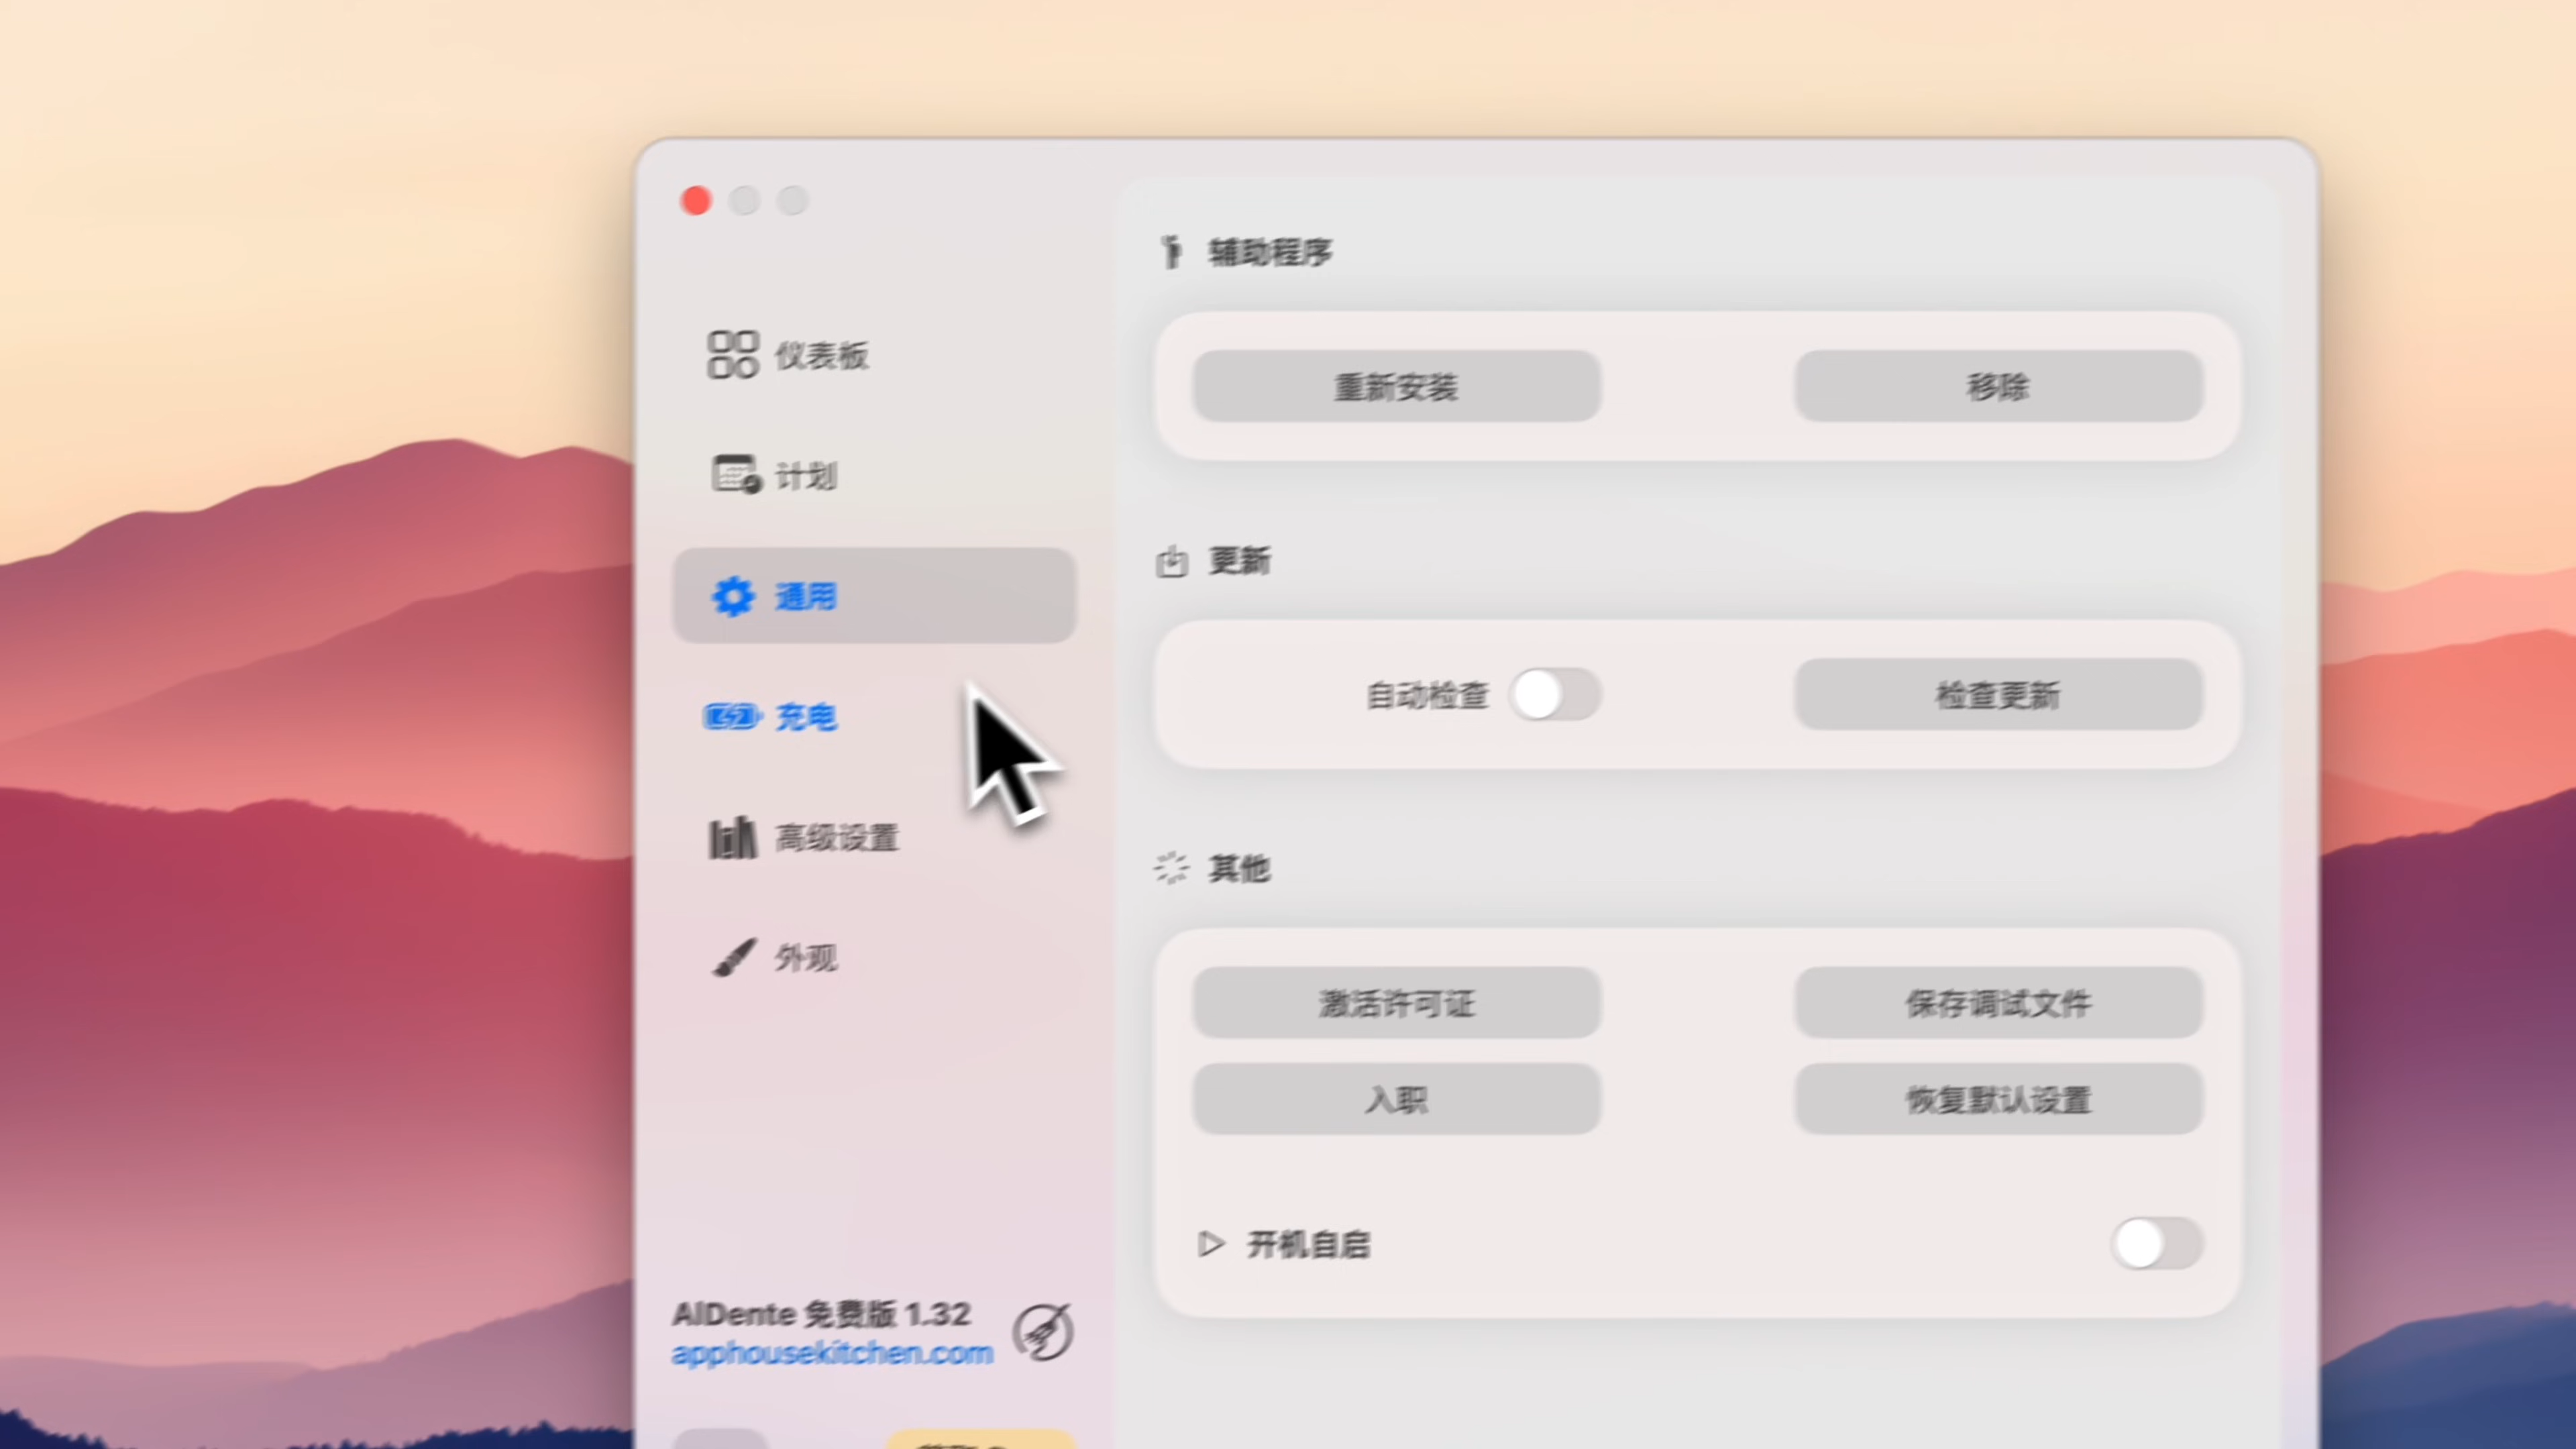 仪表板
计划
通用
充电
高级设置
外观
AlDente 免费版 1.32
apphousekitchen.com
辅助程序
重新安装
移除
更新
自动检查
检查更新
其他
激活许可证
保存调试文件
入职
恢复默认设置
开机自启